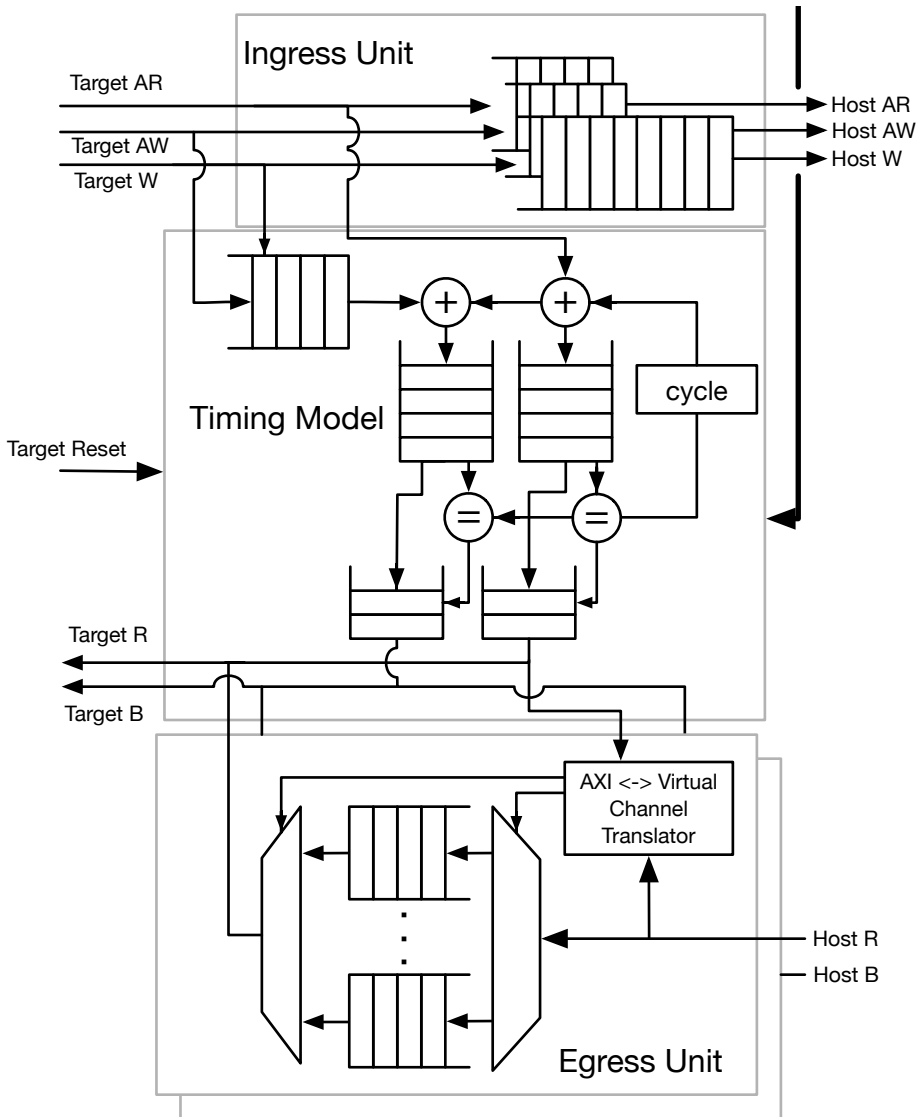 Ingress Unit
Target AR
Target AW
Target W
Host AR
Host AW
Host W
+
+
cycle
Timing Model
Target Reset
=
=
Target R
Target B
AXI <-> Virtual
Channel
Translator
Host R
Host B
Egress Unit